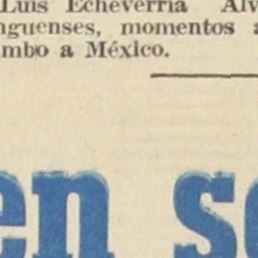 Luis Echeverría Alv
nguenses, momentos a
mbo a México.
en se